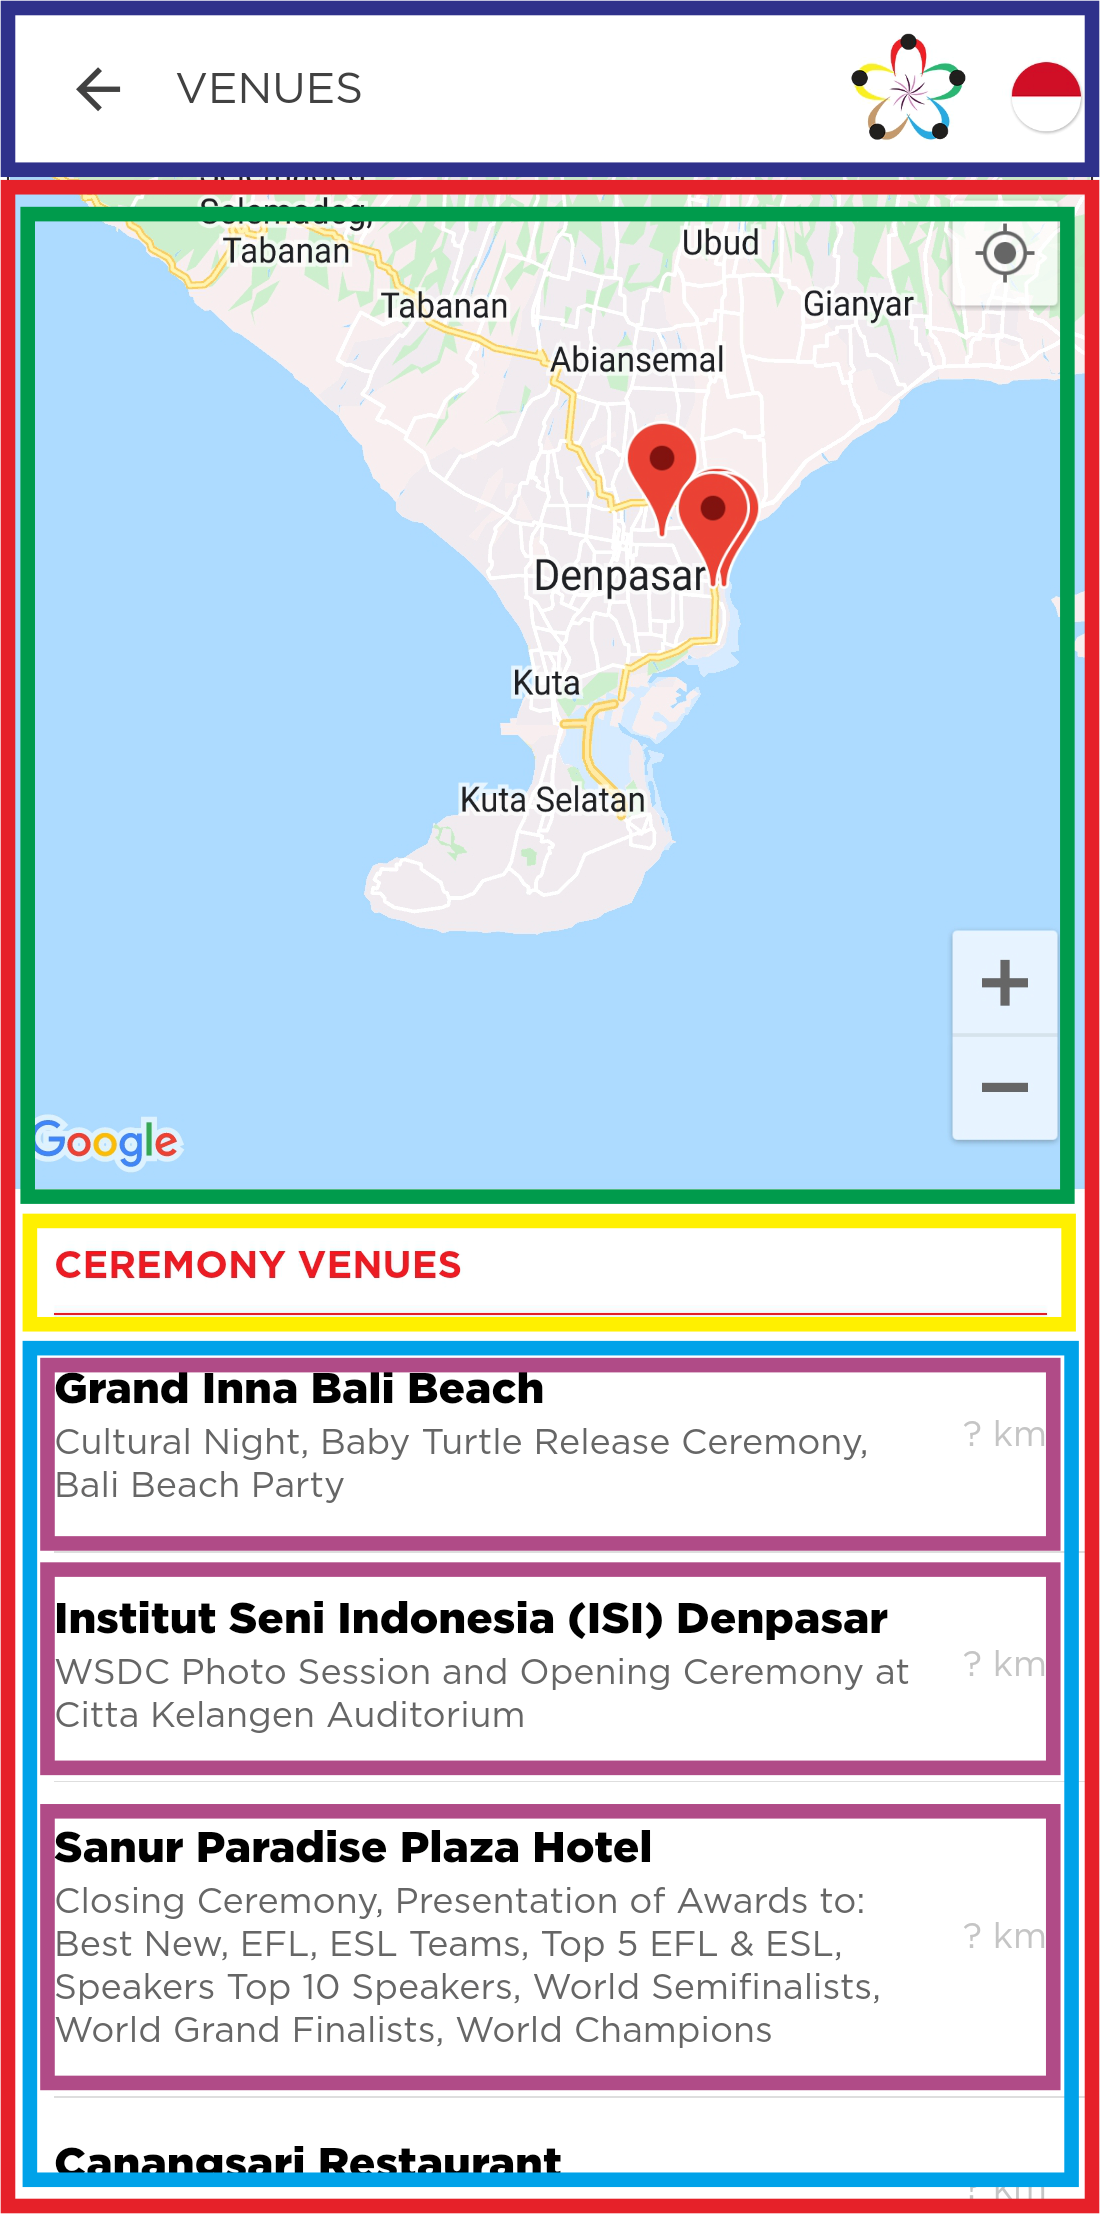 VENUES
Selemadeg,
Tabanan
Ubud
Tabanan
Gianyar
Abiansemal
Denpasar
Kuta
Kuta Selatan
Google
CEREMONY VENUES
Grand Inna Bali Beach
Cultural Night, Baby Turtle Release Ceremony,
Bali Beach Party
? km
Institut Seni Indonesia (ISI) Denpasar
WSDC Photo Session and Opening Ceremony at
Citta Kelangen Auditorium
? km
Sanur Paradise Plaza Hotel
Closing Ceremony, Presentation of Awards to:
Best New, EFL, ESL Teams, Top 5 EFL & ESL,
Speakers Top 10 Speakers, World Semifinalists,
World Grand Finalists, World Champions
? km
Canangsari Restaurant
? km